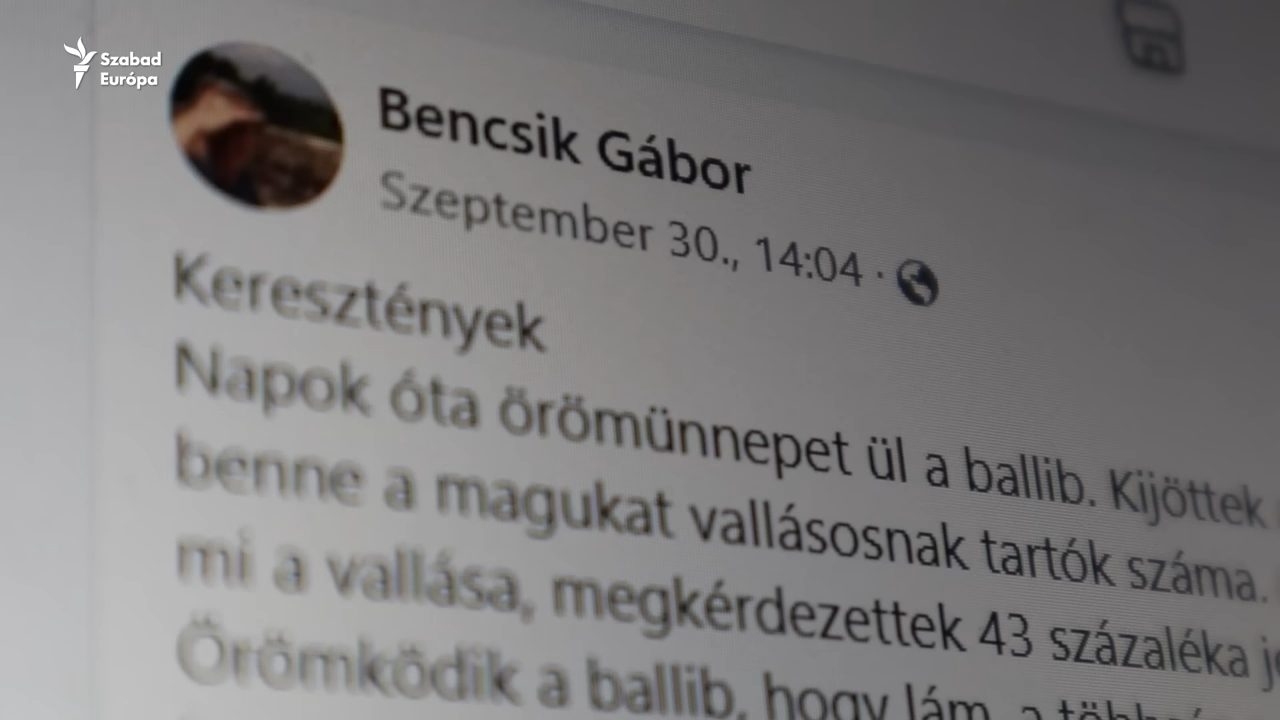 Szabad
Európa
Bencsik Gábor
Szeptember 30., 14:04 ·
Keresztények
Napok óta örömünnepet ül a ballib. Kijöttek
benne a magukat vallásosnak tartók száma.
mi a vallása, megkérdezettek 43 százaléka
Örömködik a ballib, hogy lám, a